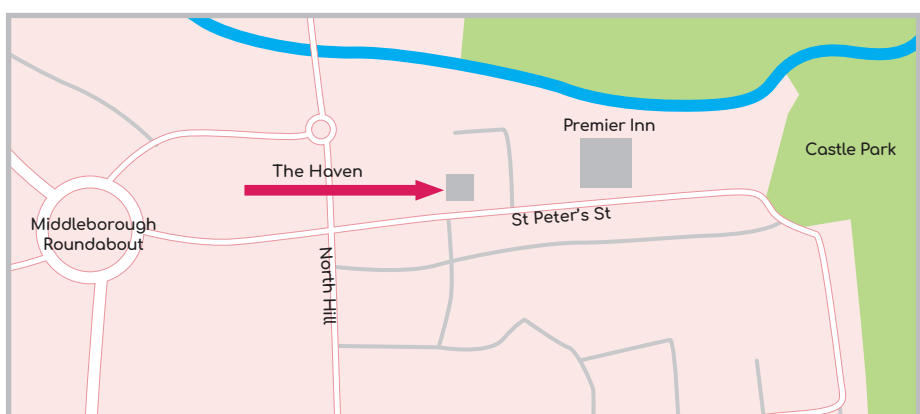 Premier Inn
Castle Park
The Haven
Middleborough
Roundabout
St Peter's St
North Hill